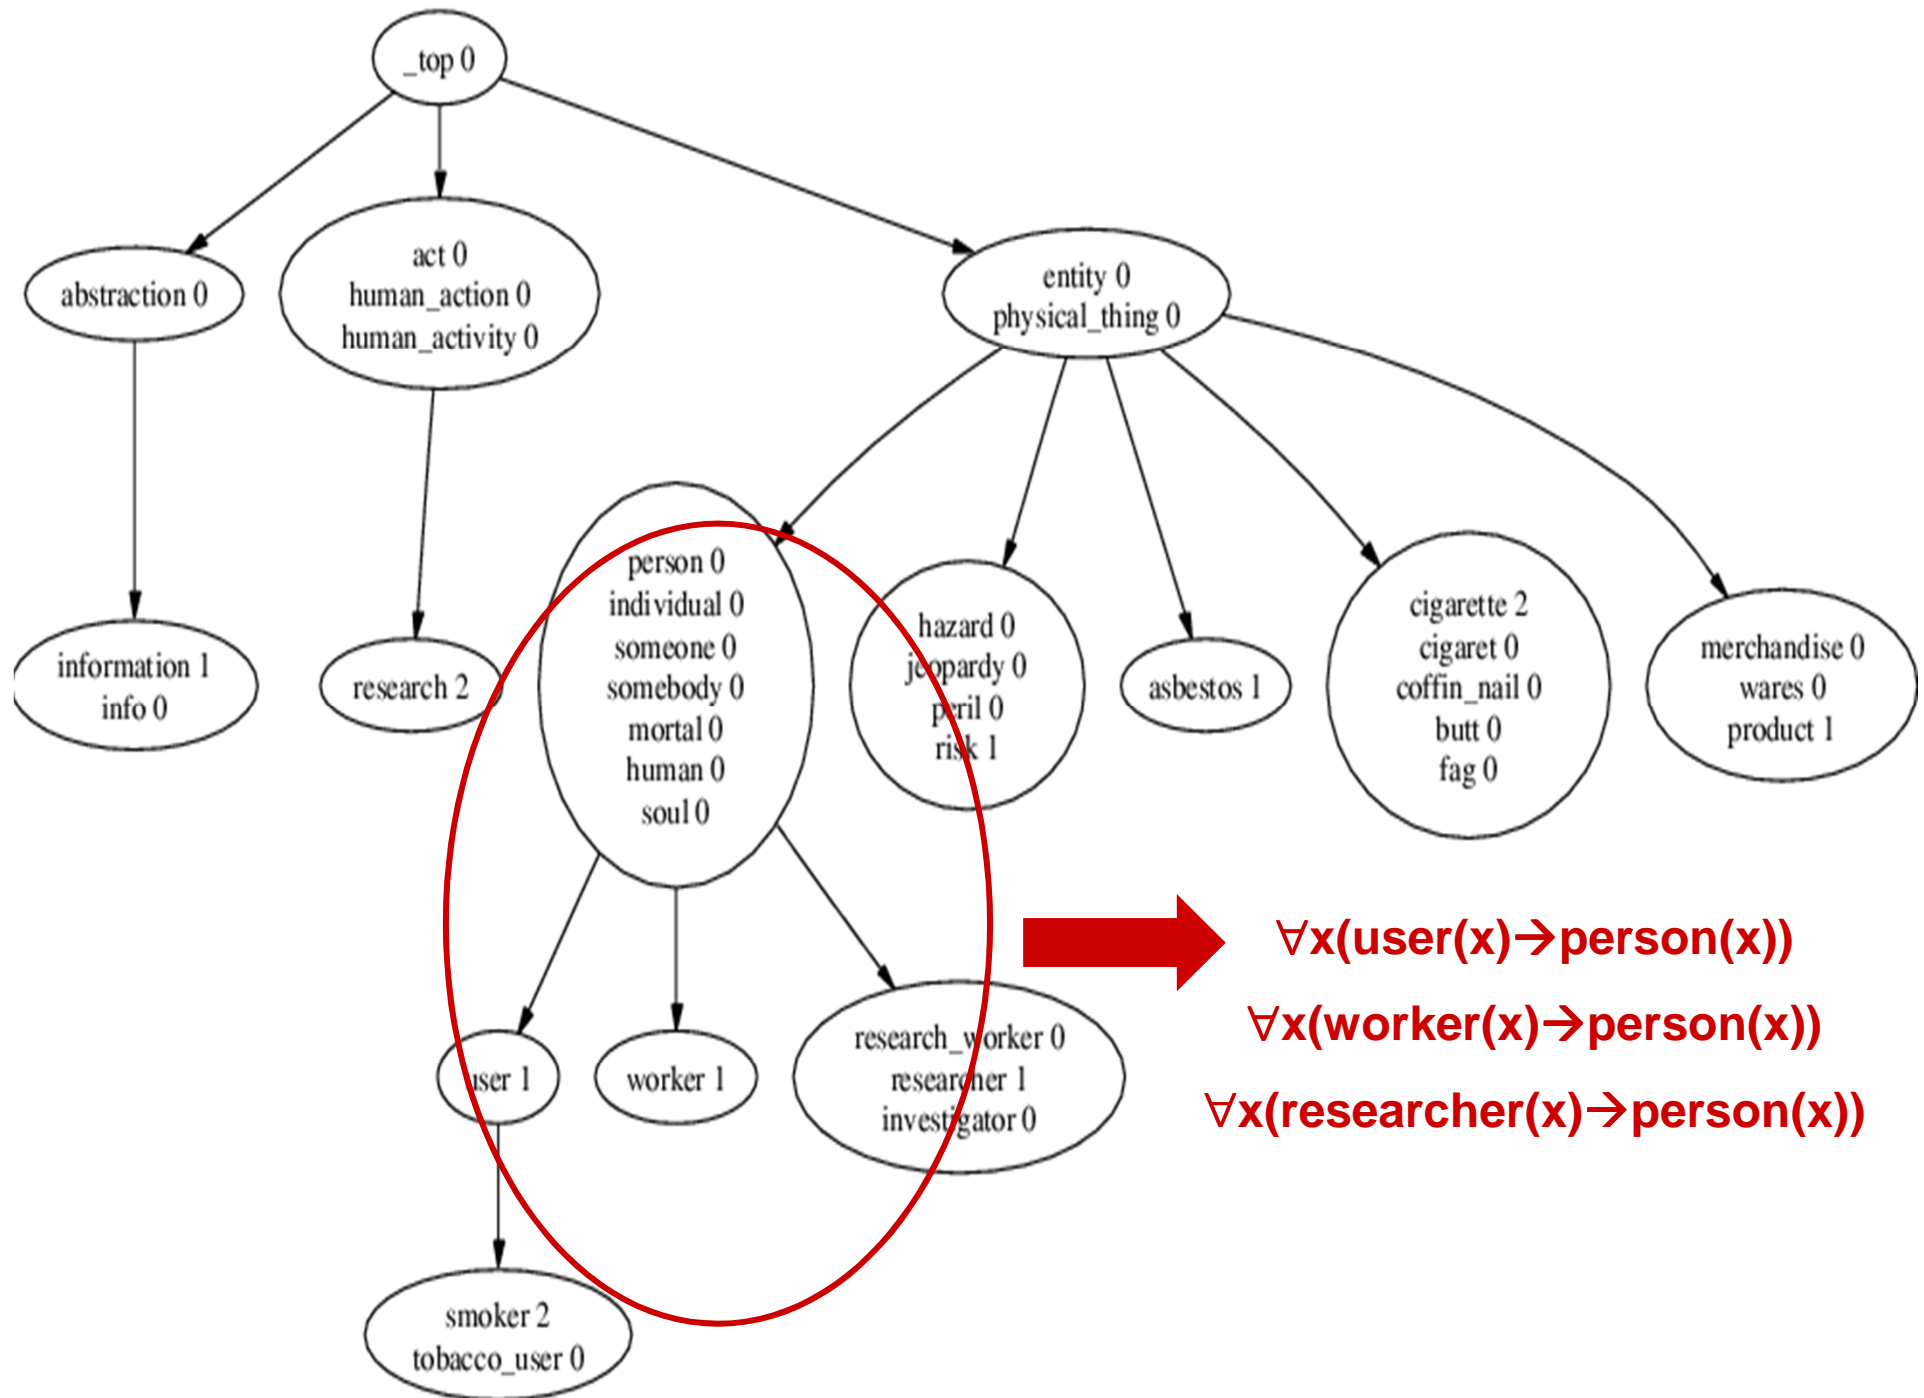 _top 0
abstraction 0
act 0
human_action 0
human_activity 0
entity 0
physical_thing 0
information 1
info 0
research 2
person 0
individual 0
someone 0
somebody 0
mortal 0
human 0
soul 0
hazard 0
jeopardy 0
peril 0
risk 1
asbestos 1
cigarette 2
cigaret 0
coffin_nail 0
butt 0
fag 0
merchandise 0
wares 0
product 1
user 1
worker 1
research_worker 0
researcher 1
investigator 0
smoker 2
tobacco_user 0
∀x(user(x)→person(x))
∀x(worker(x)→person(x))
∀x(researcher(x)→person(x))